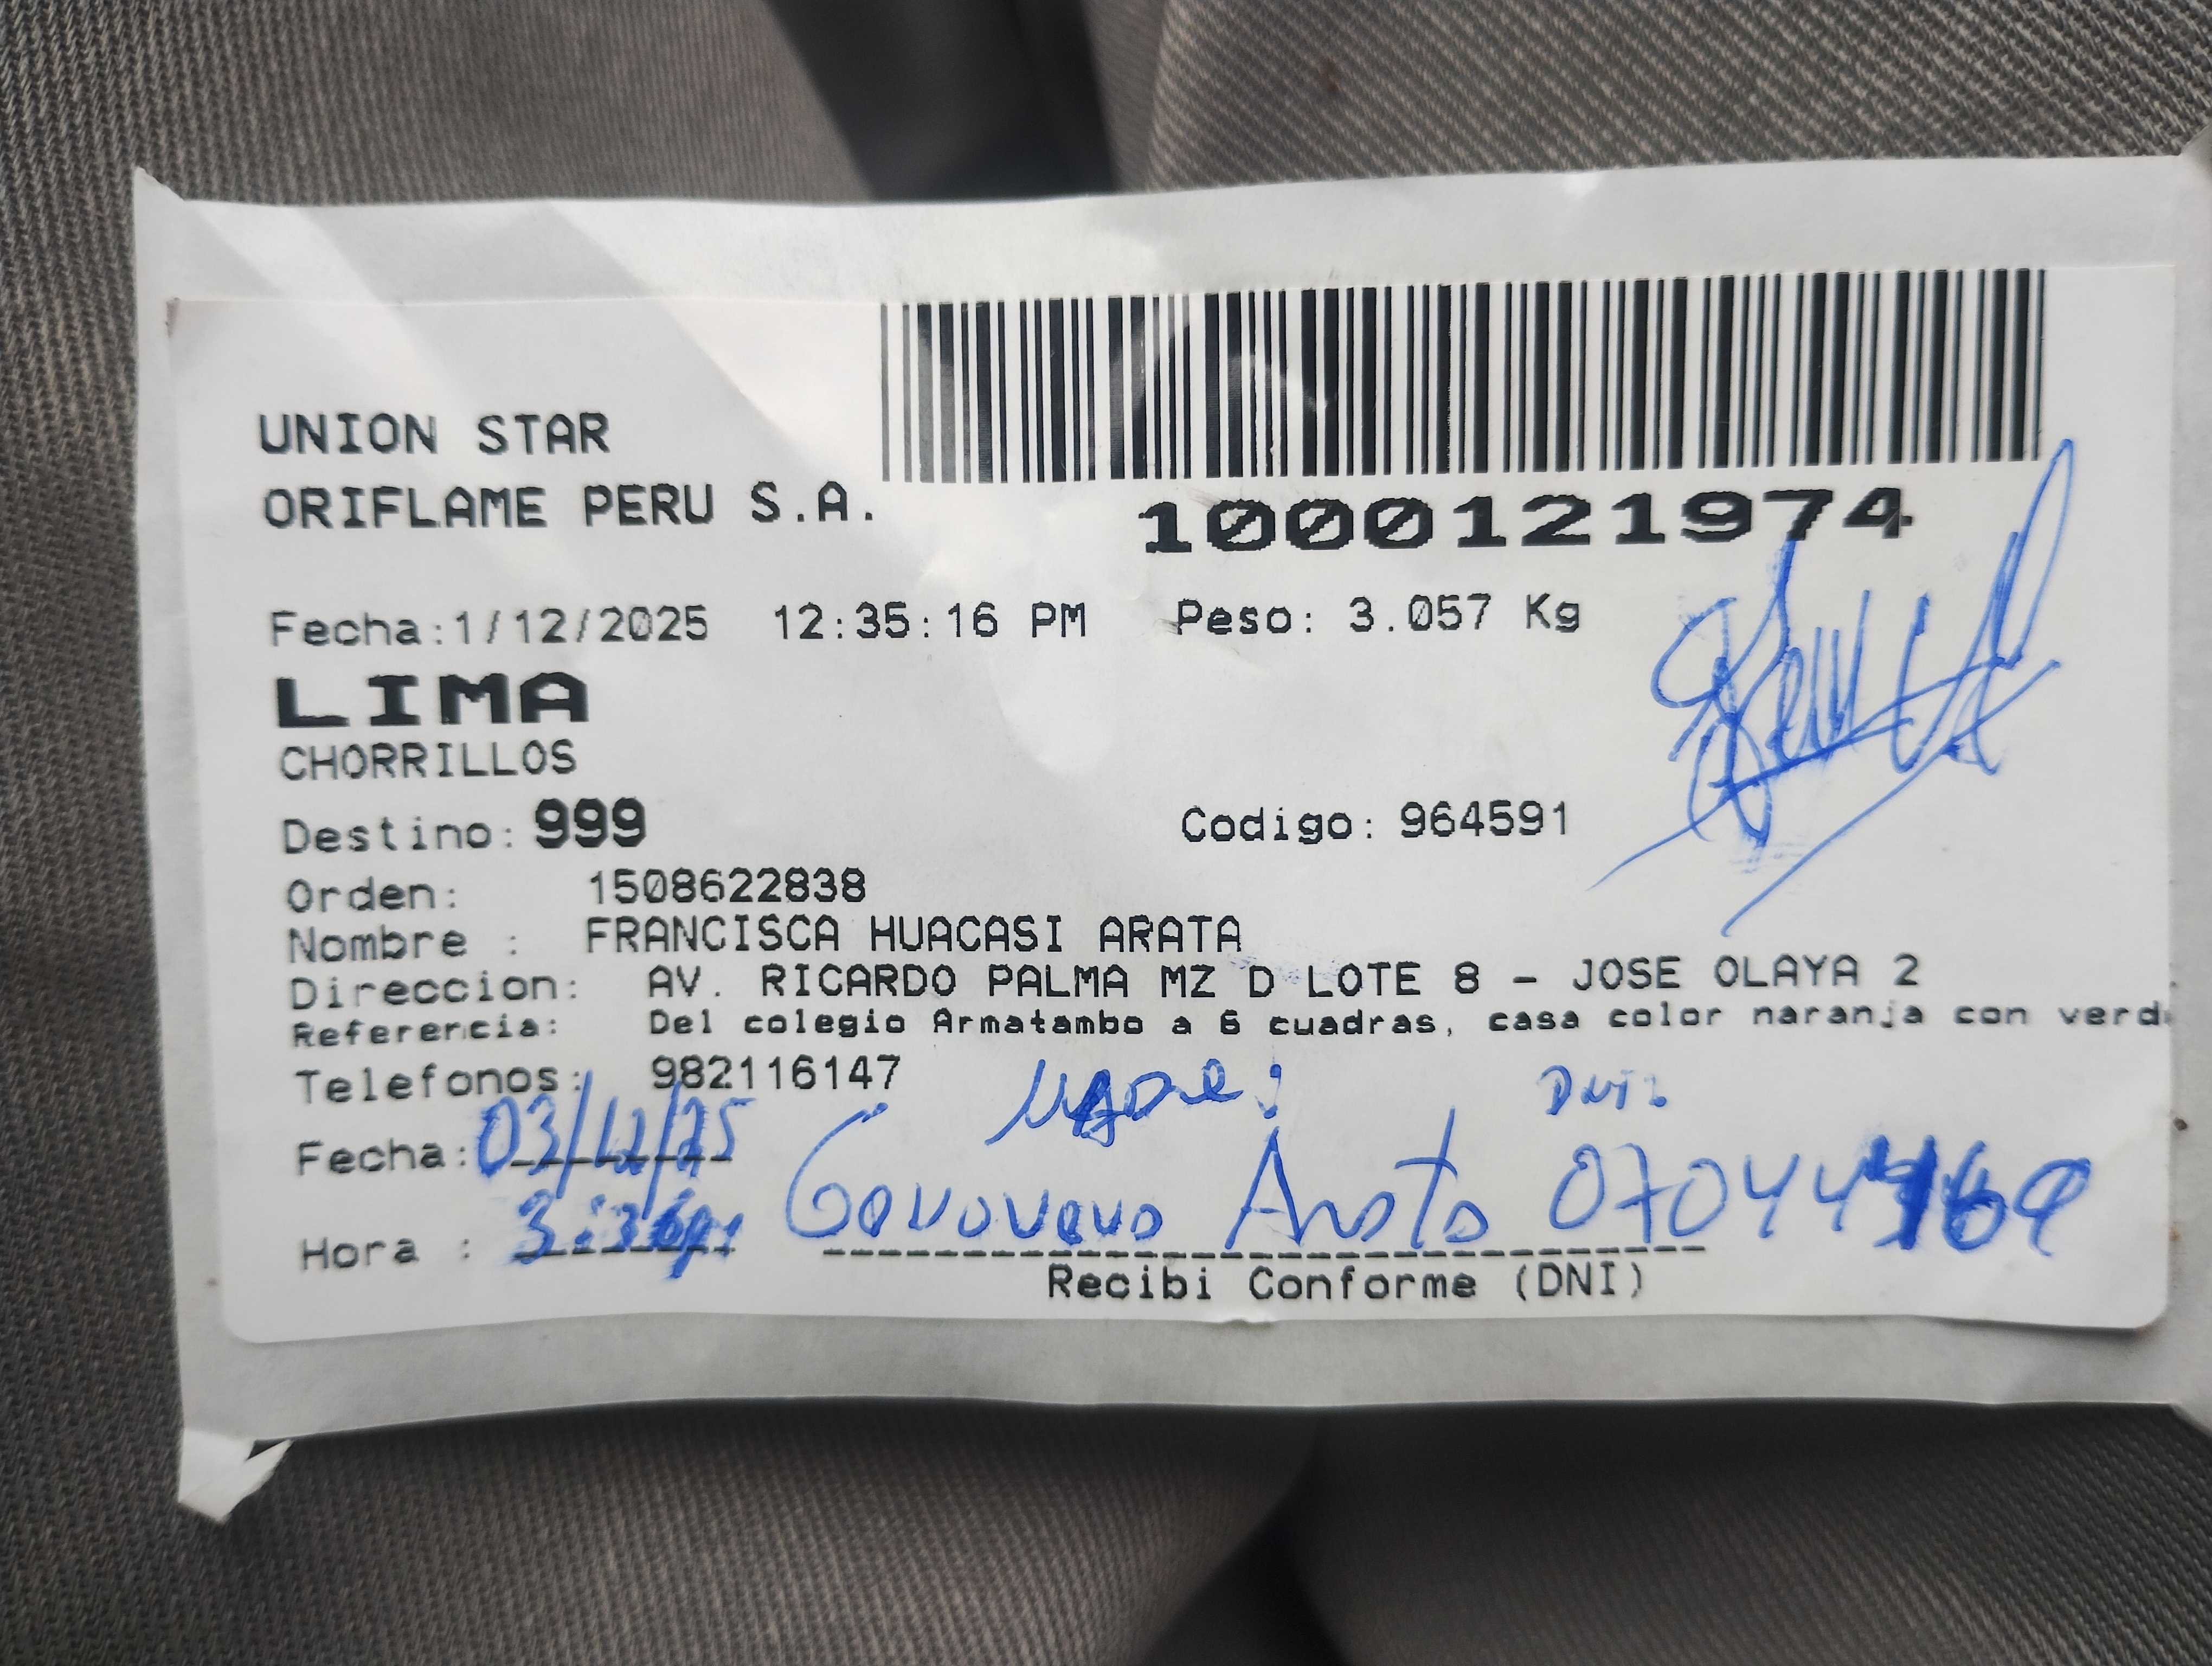 UNION STAR
ORIFLAME PERU S.A.
1000121974
Fecha:1/12/2025 12:35:16 PM Peso: 3.057 Kg
LIMA
CHORRILLOS
Destino: 999 Codigo: 964591
Orden: 1508622838
Nombre : FRANCISCA HUACASI ARATA
Direccion: AV. RICARDO PALMA MZ D LOTE 8 - JOSE OLAYA 2
Referencia: Del colegio Armatambo a 6 cuadras, casa color naranja con verd
Telefonos: 982116147
DNI:
Fecha: 03/12/25
Hora : Arata
Recibi Conforme (DNI)